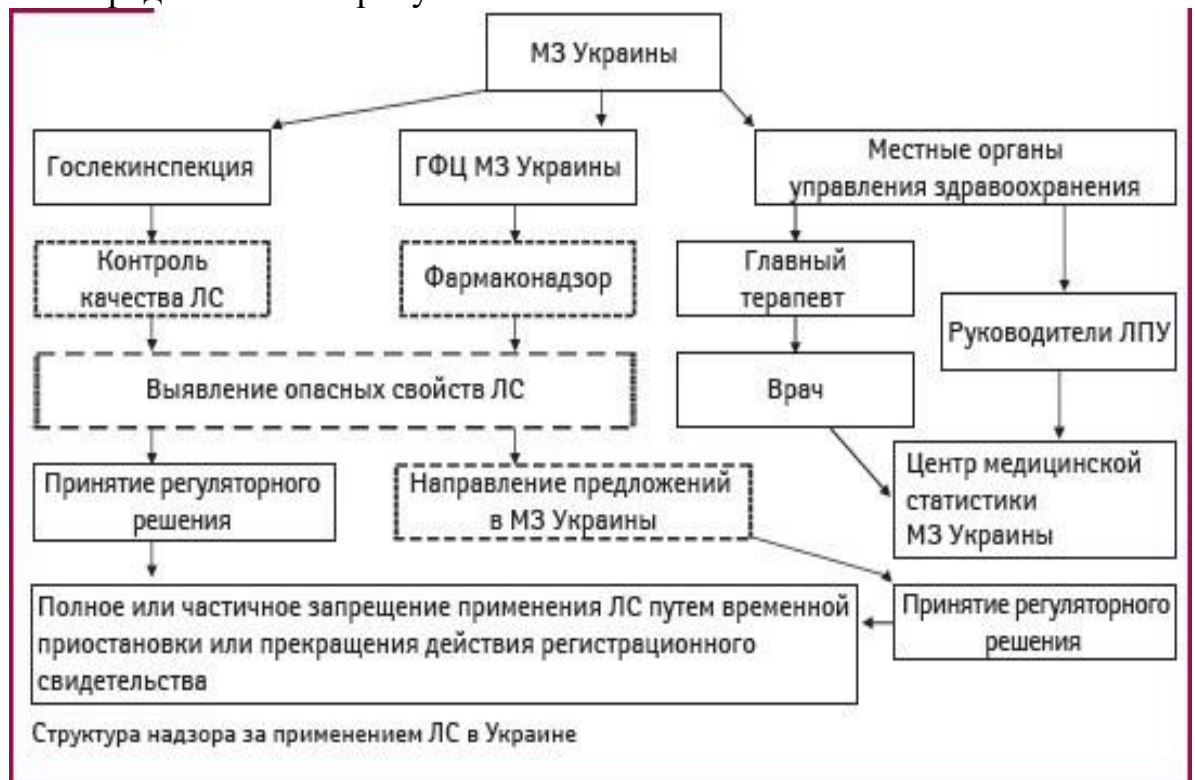 МЗ Украины
Гослекинспекция
ГФЦ МЗ Украины
Местные органы
управления здравоохранения
Контроль
качества ЛС
Фармаконадзор
Главный
терапевт
Руководители ЛПУ
Выявление опасных свойств ЛС
Врач
Принятие регуляторного
решения
Направление предложений
в МЗ Украины
Центр медицинской
статистики
МЗ Украины
Полное или частичное запрещение применения ЛС путем временной
приостановки или прекращения действия регистрационного
свидетельства
Принятие регуляторного
решения
Структура надзора за применением ЛС в Украине